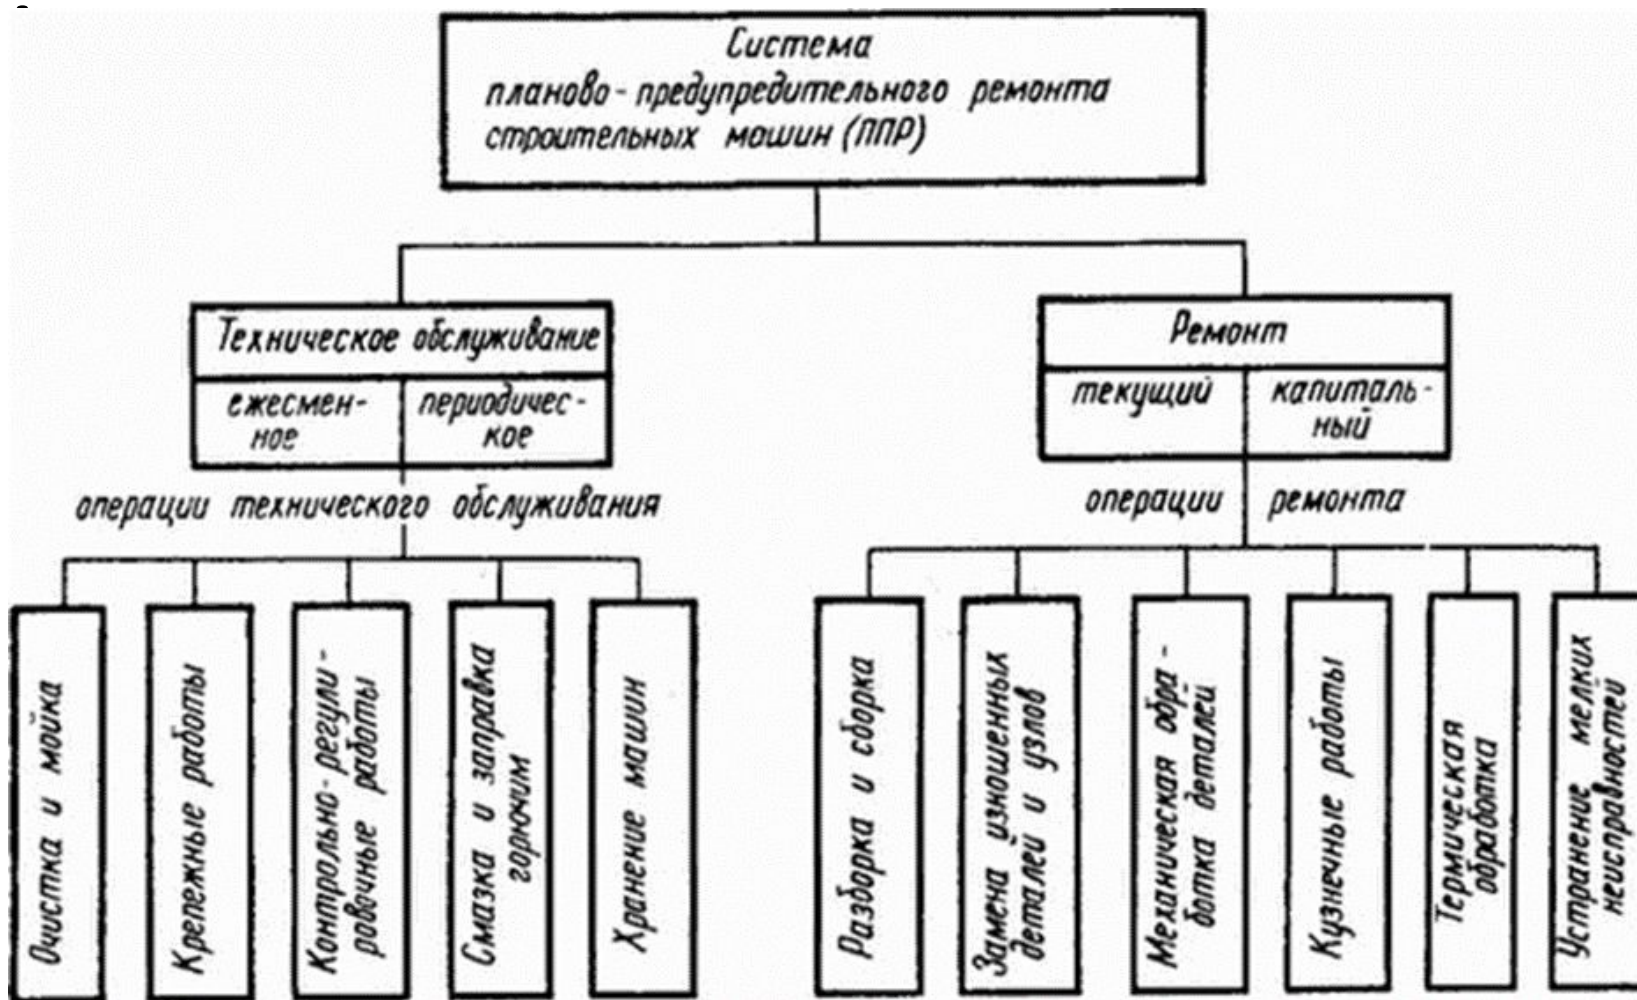 Система
планово-предупредительного ремонта
строительных машин (ППР)
Техническое обслуживание
ежесмен-
ное
периодичес-
кое
Ремонт
текущий
капиталь-
ный
операции технического обслуживания
операции ремонта
Очистка и мойка
Крепежные работы
Контрольно-регули-
ровочные работы
Смазка и заправка
горючим
Хранение машин
Разборка и сборка
Замена изношенных
деталей и узлов
Механическая обра-
ботка деталей
Кузнечные работы
Термическая
обработка
Устранение мелких
неисправностей